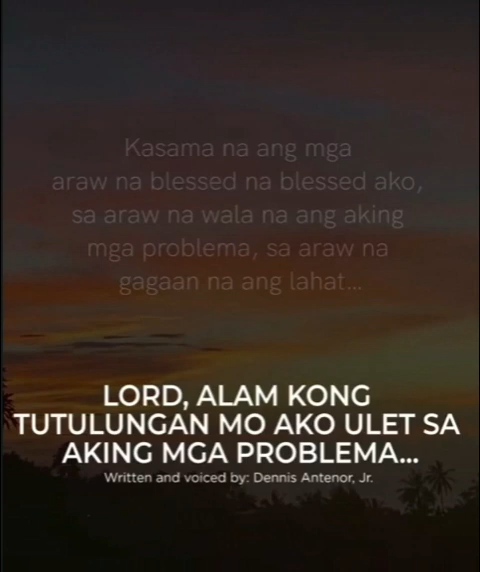 Kasama na ang mga
araw na blessed na blessed ako,
sa araw na wala na ang aking
mga problema, sa araw na
gagaan na ang lahat...
LORD, ALAM KONG
TUTULUNGAN MO AKO ULET SA
AKING MGA PROBLEMA...
Written and voiced by: Dennis Antenor, Jr.